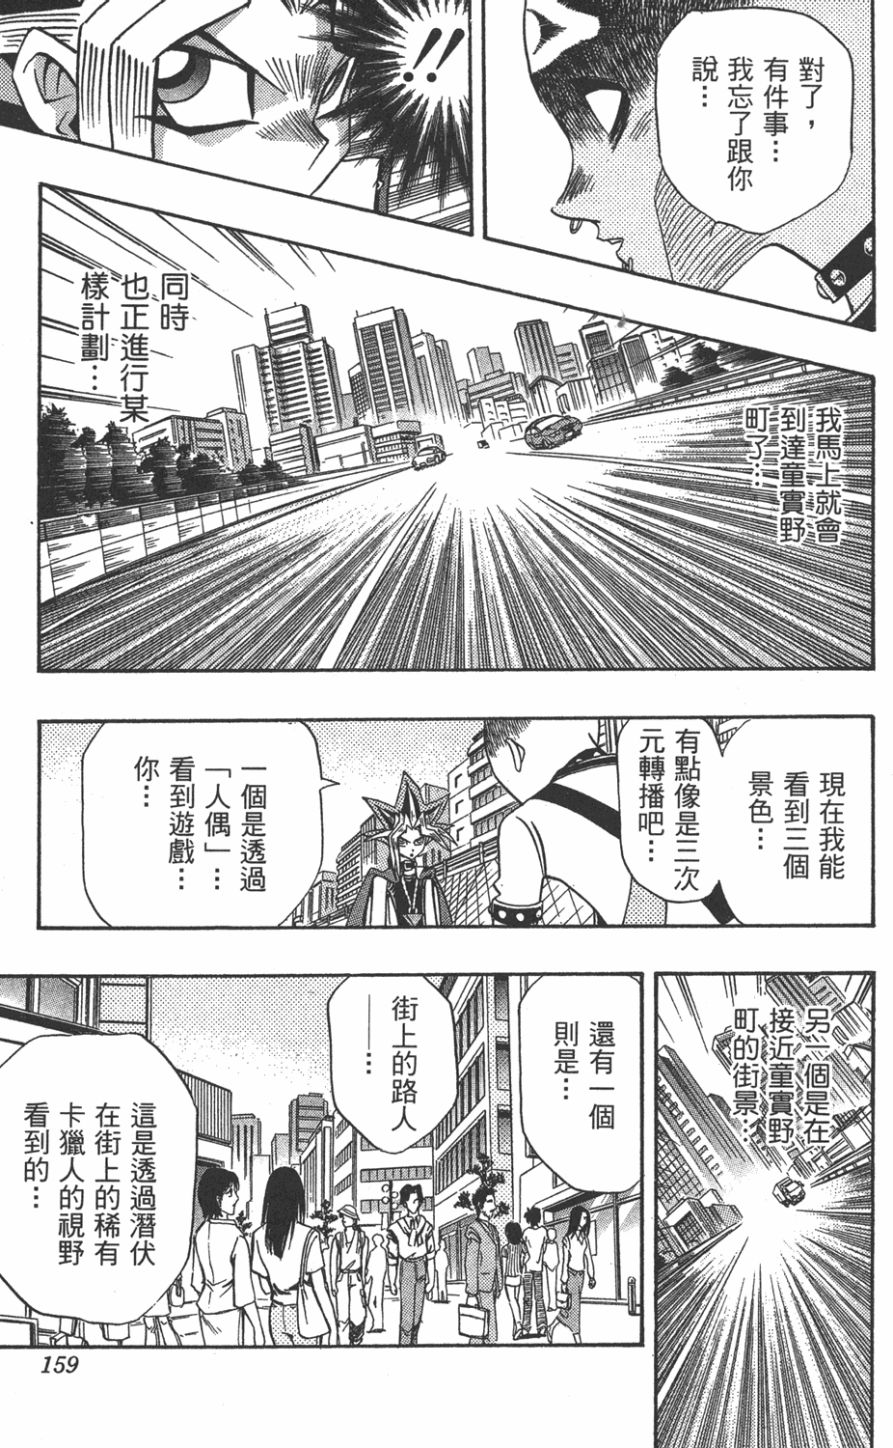 對了，
有件事…
我忘了跟你
說…
!!
我馬上就會
到達童實野
町了…
同時
也正進行某
樣計劃…
現在我能
看到三個
景色…
有點像是三次
元轉播吧…
一個是透過
「人偶」…
看到遊戲…
你…
另一個是在
接近童實野
町的街景…
還有一個
則是…
街上的路人
——…
這是透過潛伏
在街上的稀有
卡獵人的視野
看到的…
159